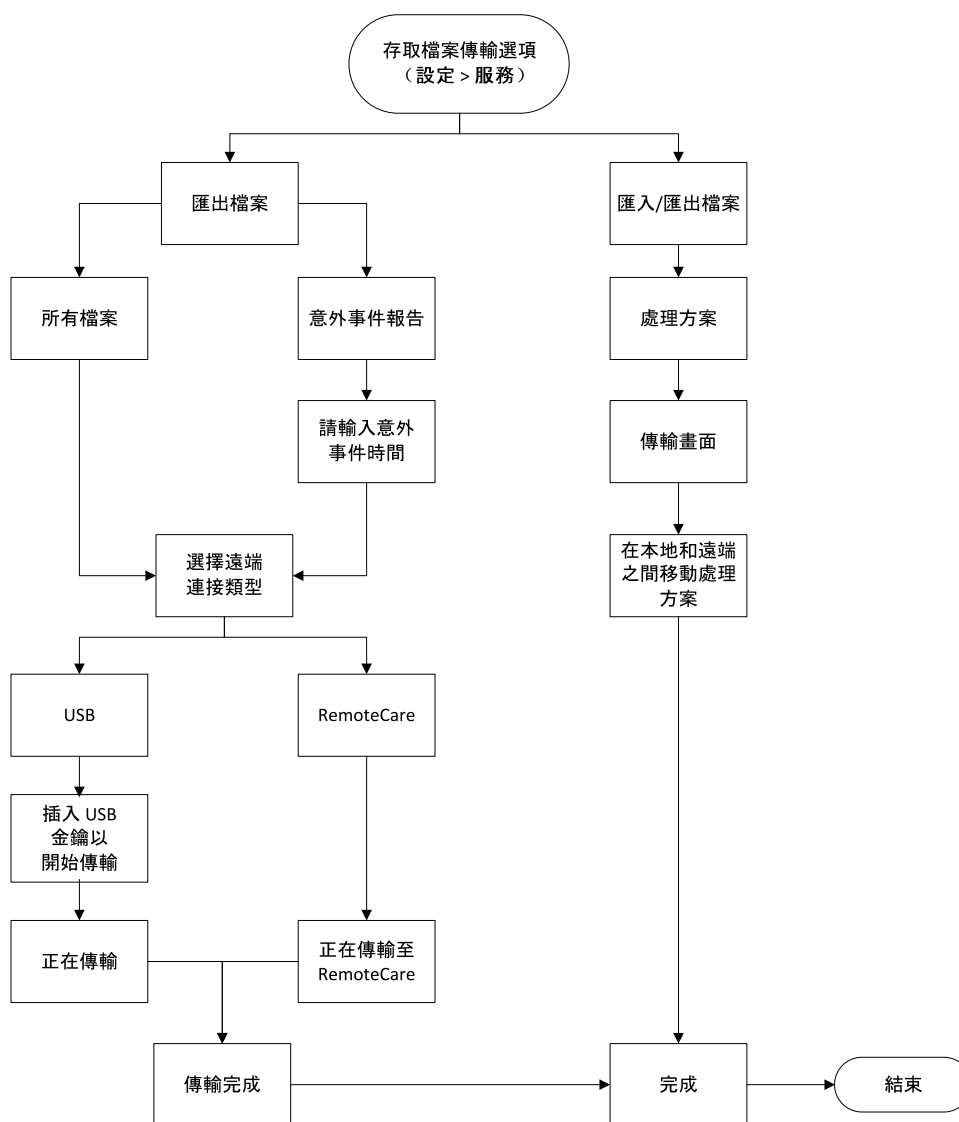 存取檔案傳輸選項
（設定 > 服務）
匯出檔案
匯入/匯出檔案
所有檔案
意外事件報告
處理方案
請輸入意外
事件時間
傳輸畫面
選擇遠端
連接類型
在本地和遠端
之間移動處理
方案
USB
RemoteCare
插入 USB
金鑰以
開始傳輸
正在傳輸
正在傳輸至
RemoteCare
傳輸完成
完成
結束